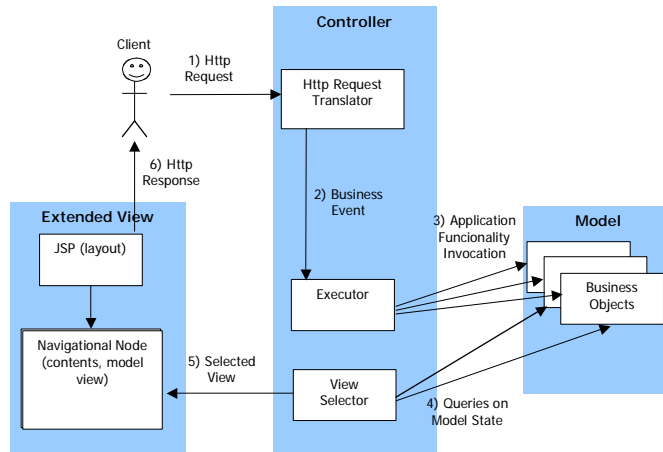 Controller
Client
1) Http
Request
Http Request
Translator
6) Http
Response
2) Business
Event
Extended View
JSP (layout)
3) Application
Funcionality
Invocation
Model
Executor
Business
Objects
Navigational Node
(contents, model
view)
5) Selected
View
View
Selector
4) Queries on
Model State